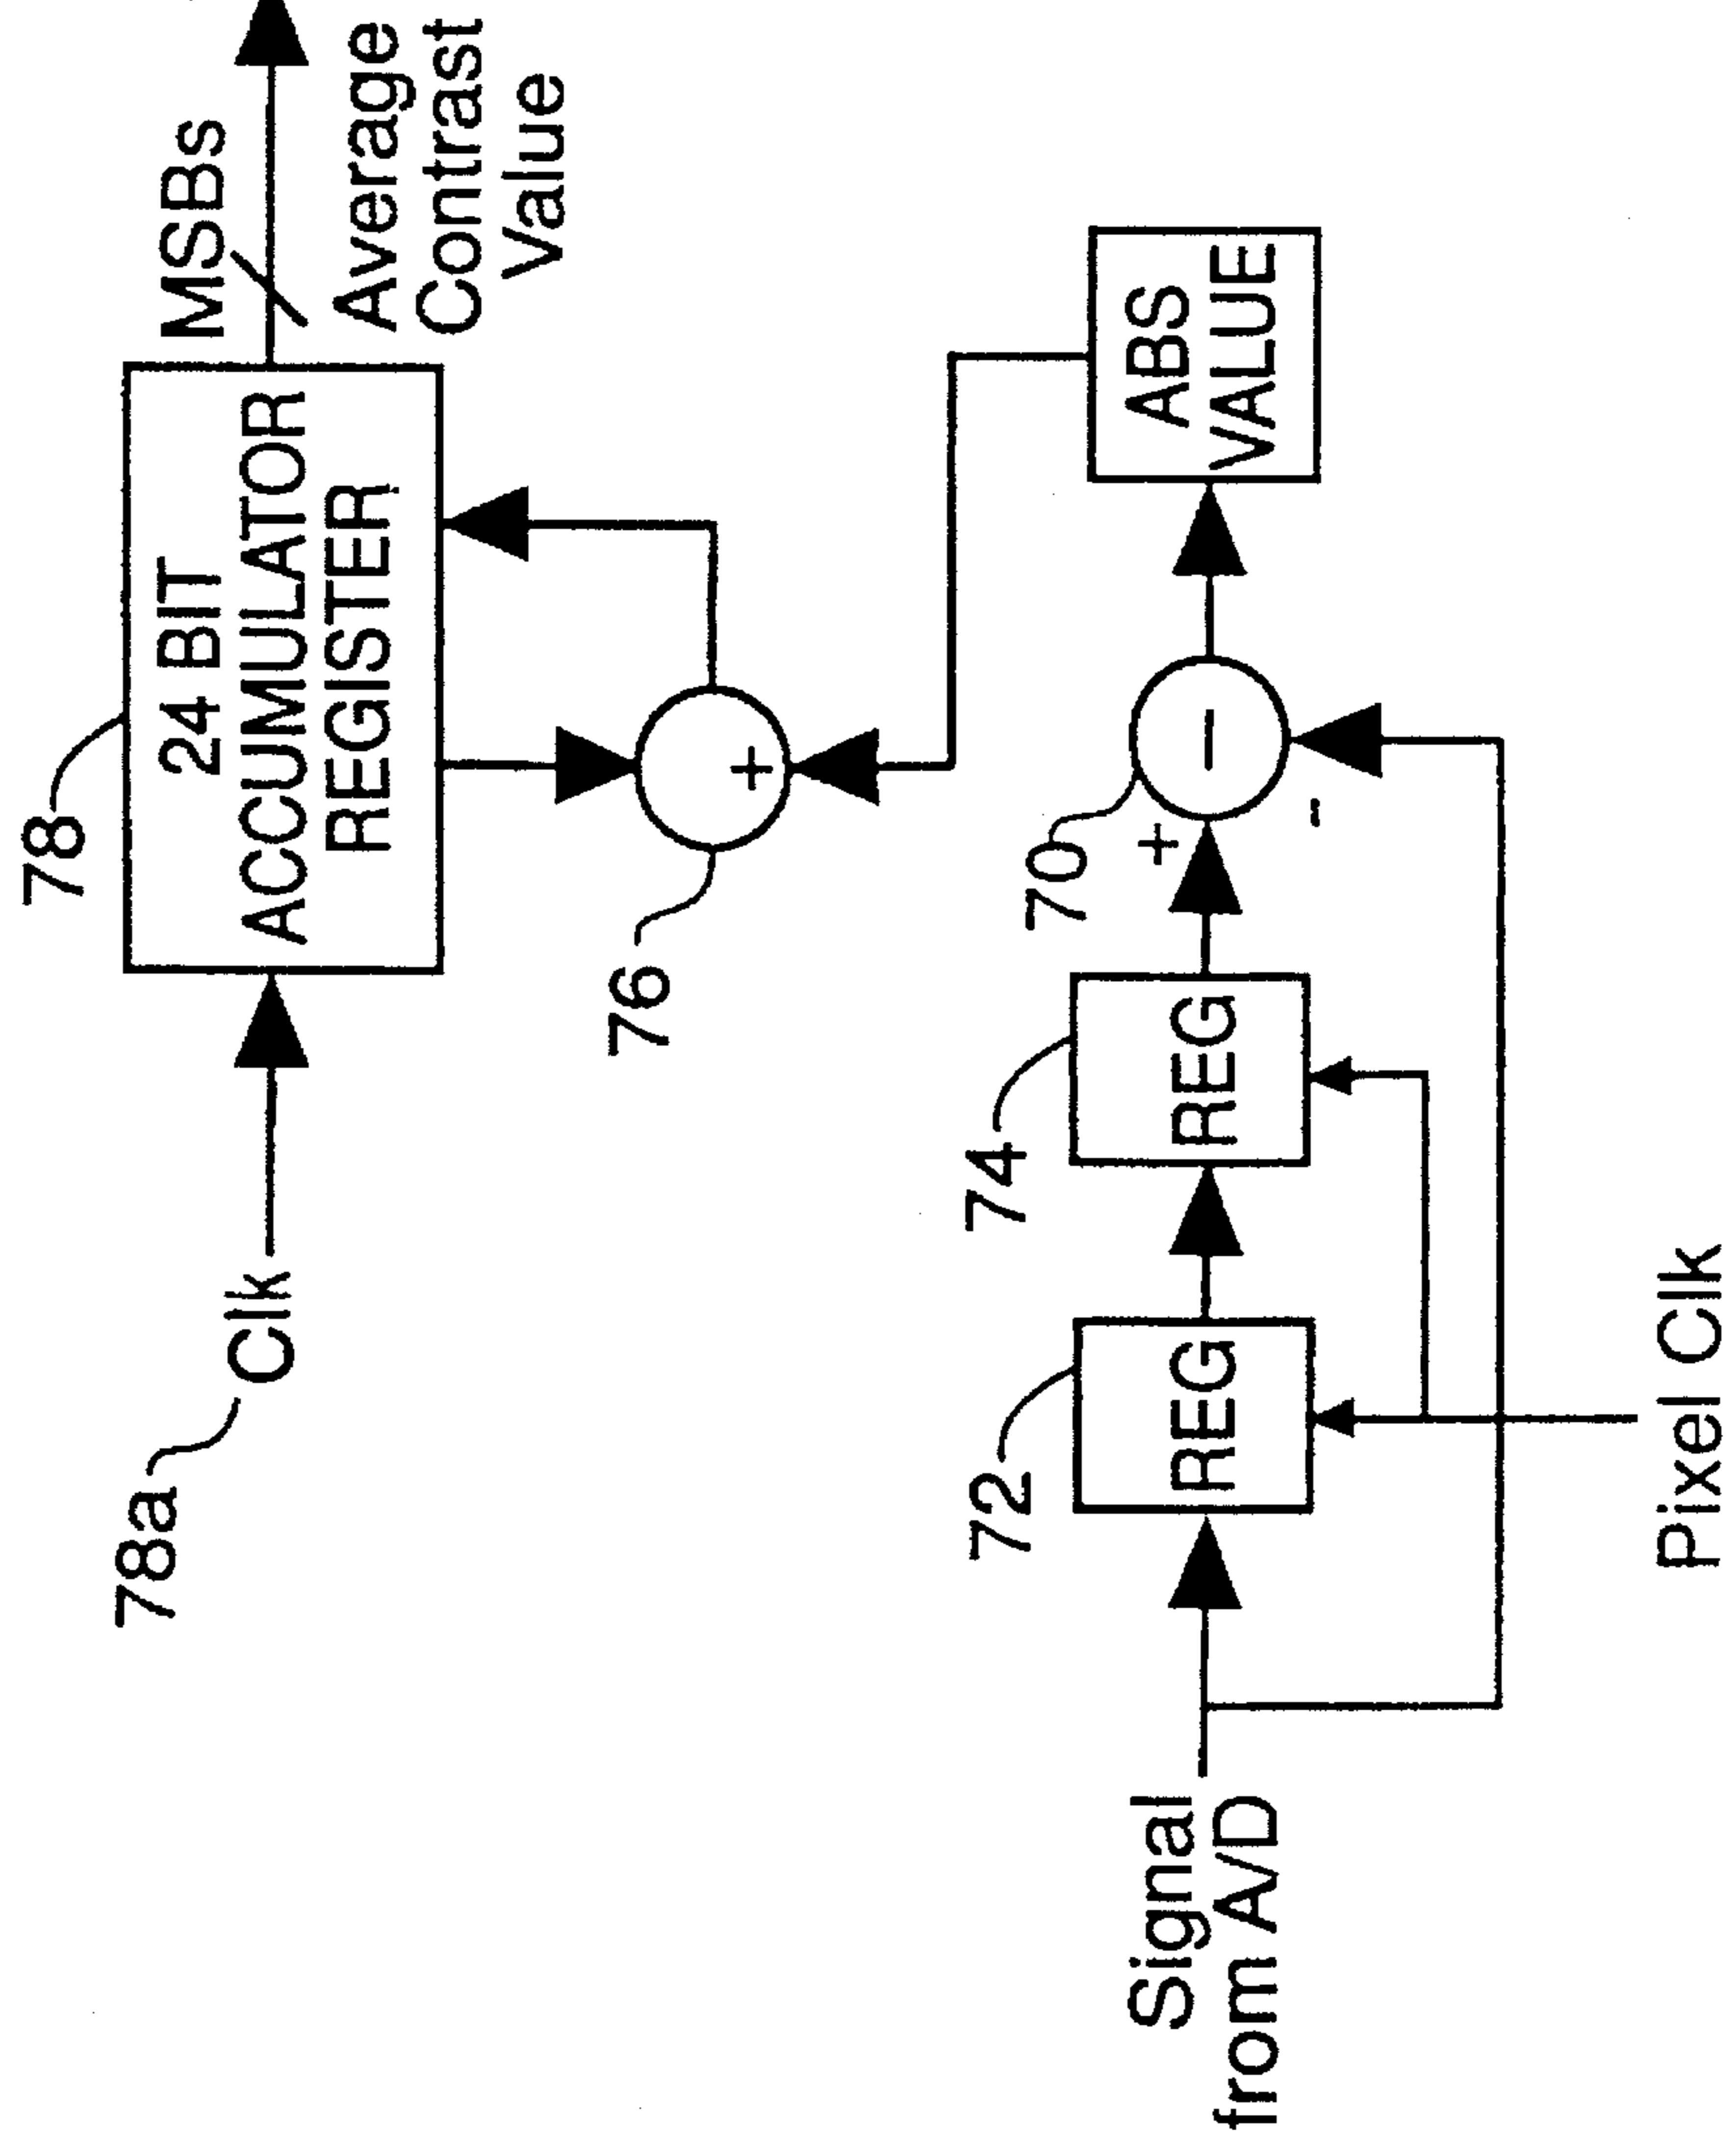 78
24 BIT
ACCUMULATOR
REGISTER
MSBs
Average
Contrast
Value
78a
Clk
76
+
ABS
VALUE
70
+
-
−
74
REG
72
REG
Signal
from A/D
Pixel Clk